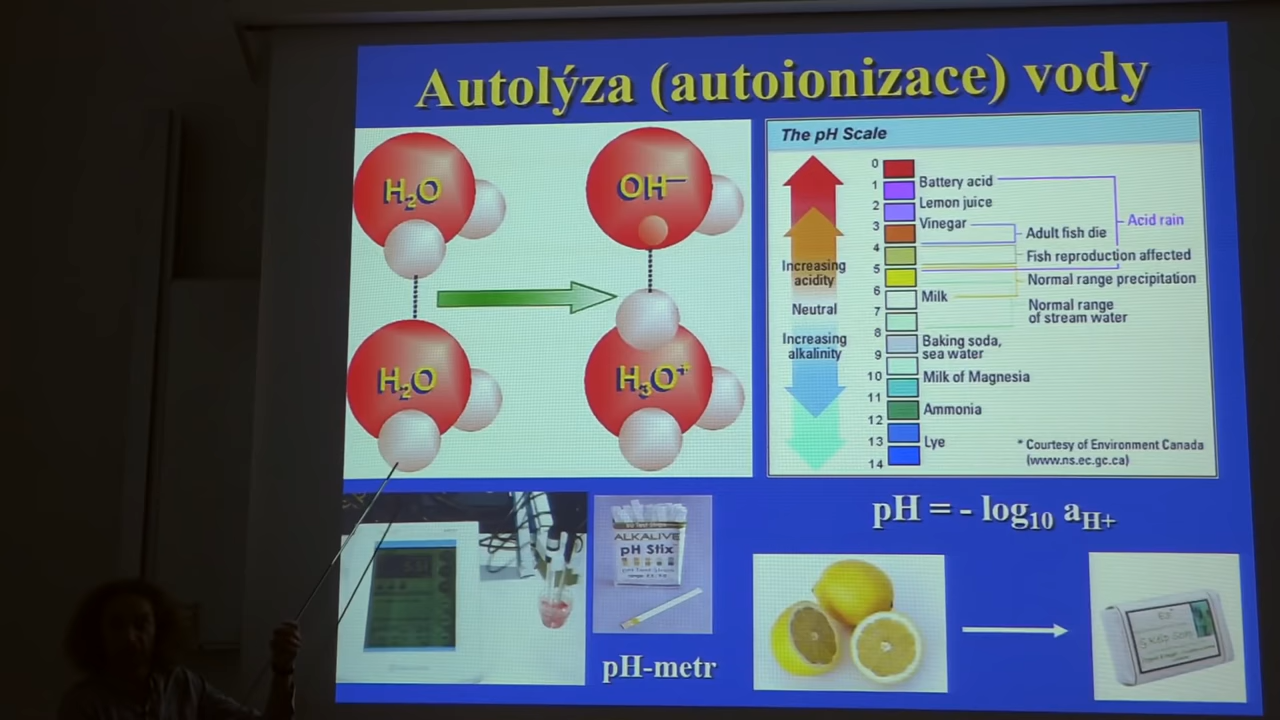 Autolýza (autoionizace) vody
H₂O
OH⁻
H₂O
H₃O⁺
The pH Scale
Increasing
acidity
Neutral
Increasing
alkalinity
0
1
2
3
4
5
6
7
8
9
10
11
12
13
14
Battery acid
Lemon juice
Vinegar
Milk
Baking soda,
sea water
Milk of Magnesia
Ammonia
Lye
Acid rain
Adult fish die
Fish reproduction affected
Normal range precipitation
Normal range
of stream water
* Courtesy of Environment Canada
(www.ns.ec.gc.ca)
pH = - log₁₀ aH+
ALKALIVE
pH Stix
pH-metr